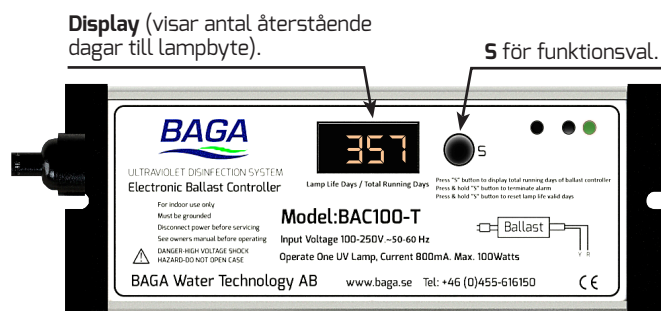 Display (visar antal återstående
dagar till lampbyte).
S för funktionsval.
BAGA
357
S
ULTRAVIOLET DISINFECTION SYSTEM
Electronic Ballast Controller
Lamp Life Days / Total Running Days
Press "S" button to display total running days of ballast controller
Press & hold "S" button to terminate alarm
Press & hold "S" button to reset lamp life valid days
For indoor use only
Must be grounded
Disconnect power before servicing
See owners manual before operating
DANGER-HIGH VOLTAGE SHOCK
HAZARD-DO NOT OPEN CASE
Model:BAC100-T
Input Voltage 100-250V.~50-60 Hz
Operate One UV Lamp, Current 800mA. Max. 100Watts
Ballast
Y R
BAGA Water Technology AB www.baga.se Tel: +46 (0)455-616150 CE